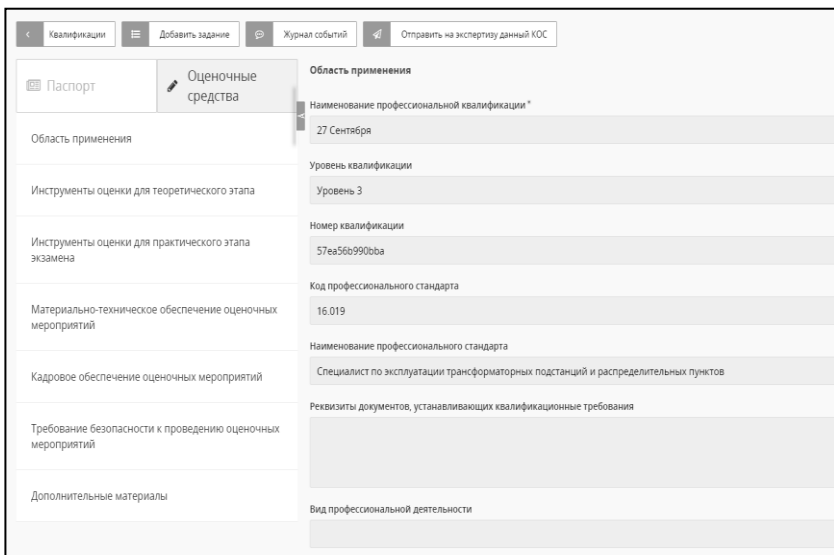 Квалификации
Добавить задание
Журнал событий
Отправить на экспертизу данный КОС
Паспорт
Оценочные
средства
Область применения
Инструменты оценки для теоретического этапа
Инструменты оценки для практического этапа
экзамена
Материально-техническое обеспечение оценочных
мероприятий
Кадровое обеспечение оценочных мероприятий
Требование безопасности к проведению оценочных
мероприятий
Дополнительные материалы
Область применения
Наименование профессиональной квалификации *
27 Сентября
Уровень квалификации
Уровень 3
Номер квалификации
57ea56b990bba
Код профессионального стандарта
16.019
Наименование профессионального стандарта
Специалист по эксплуатации трансформаторных подстанций и распределительных пунктов
Реквизиты документов, устанавливающих квалификационные требования
Вид профессиональной деятельности